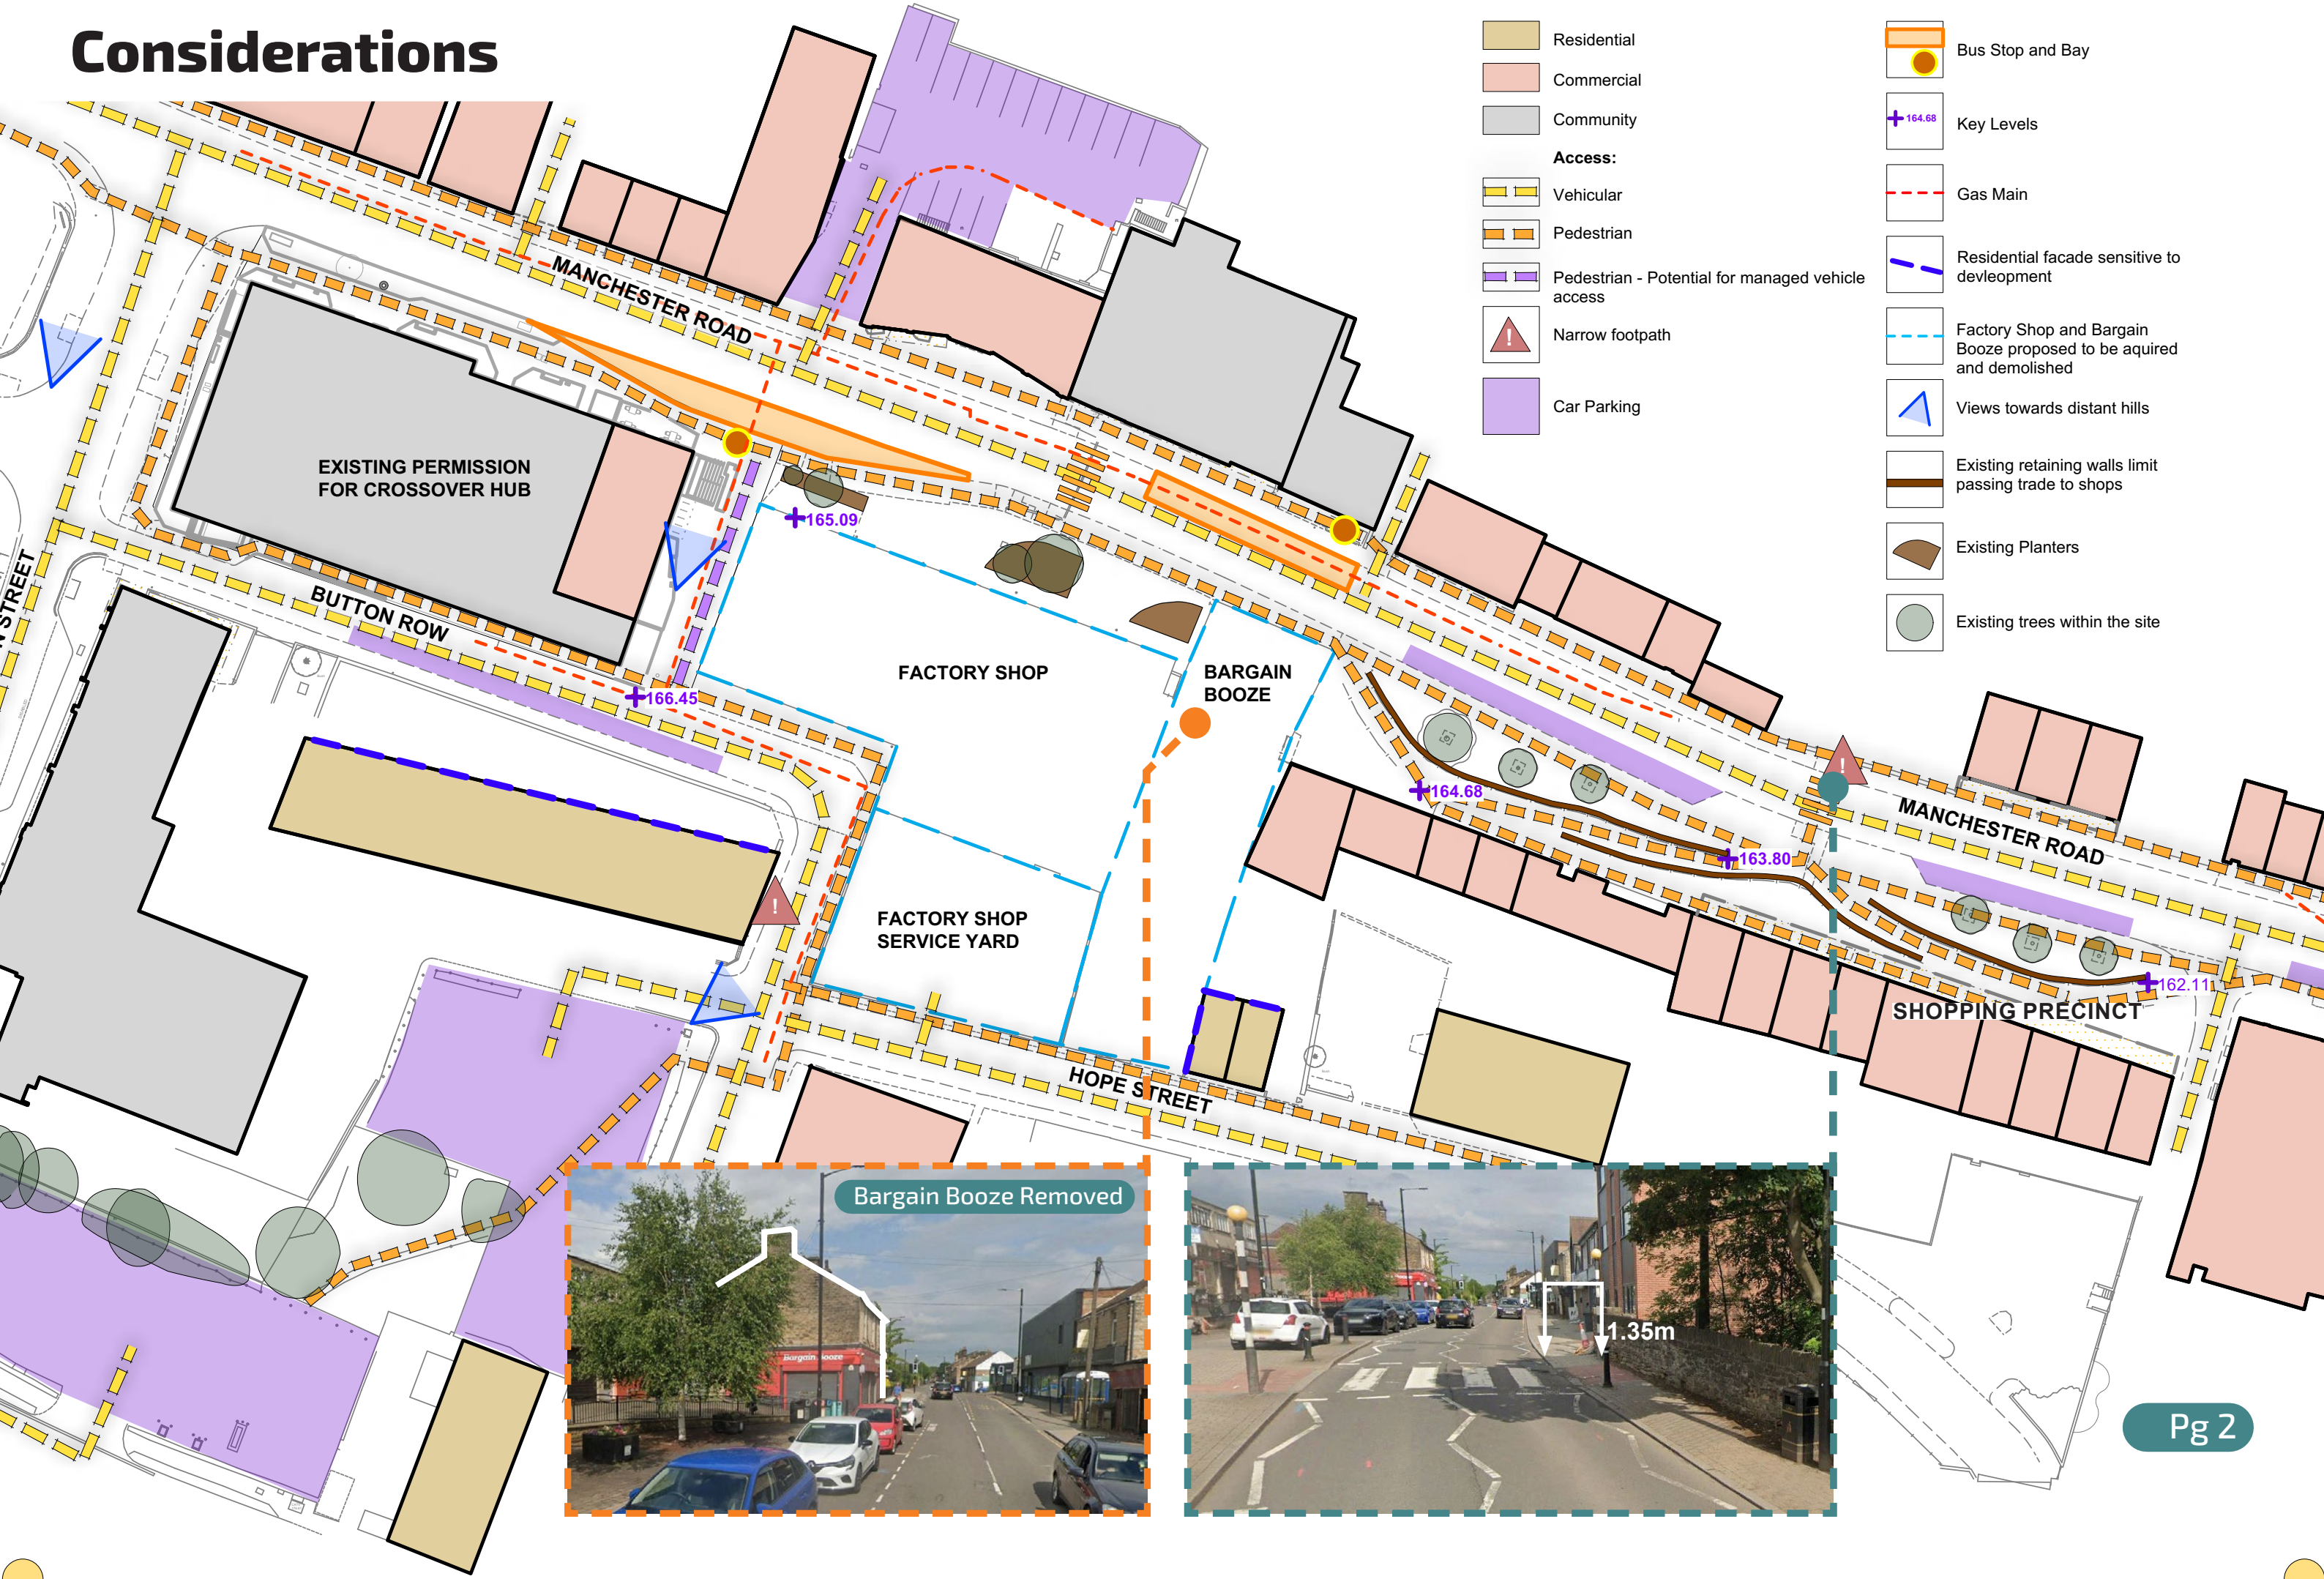 Considerations
Residential
Commercial
Community
Access:
Vehicular
Pedestrian
Pedestrian - Potential for managed vehicle
access
Narrow footpath
Car Parking
Bus Stop and Bay
164.68
Key Levels
Gas Main
Residential facade sensitive to
devleopment
Factory Shop and Bargain
Booze proposed to be aquired
and demolished
Views towards distant hills
Existing retaining walls limit
passing trade to shops
Existing Planters
Existing trees within the site
MANCHESTER ROAD
EXISTING PERMISSION
FOR CROSSOVER HUB
165.09
STREET
BUTTON ROW
166.45
FACTORY SHOP
BARGAIN
BOOZE
!
164.68
163.80
MANCHESTER ROAD
!
FACTORY SHOP
SERVICE YARD
162.11
SHOPPING PRECINCT
HOPE STREET
Bargain Booze Removed
Bargain Booze
1.35m
Pg 2